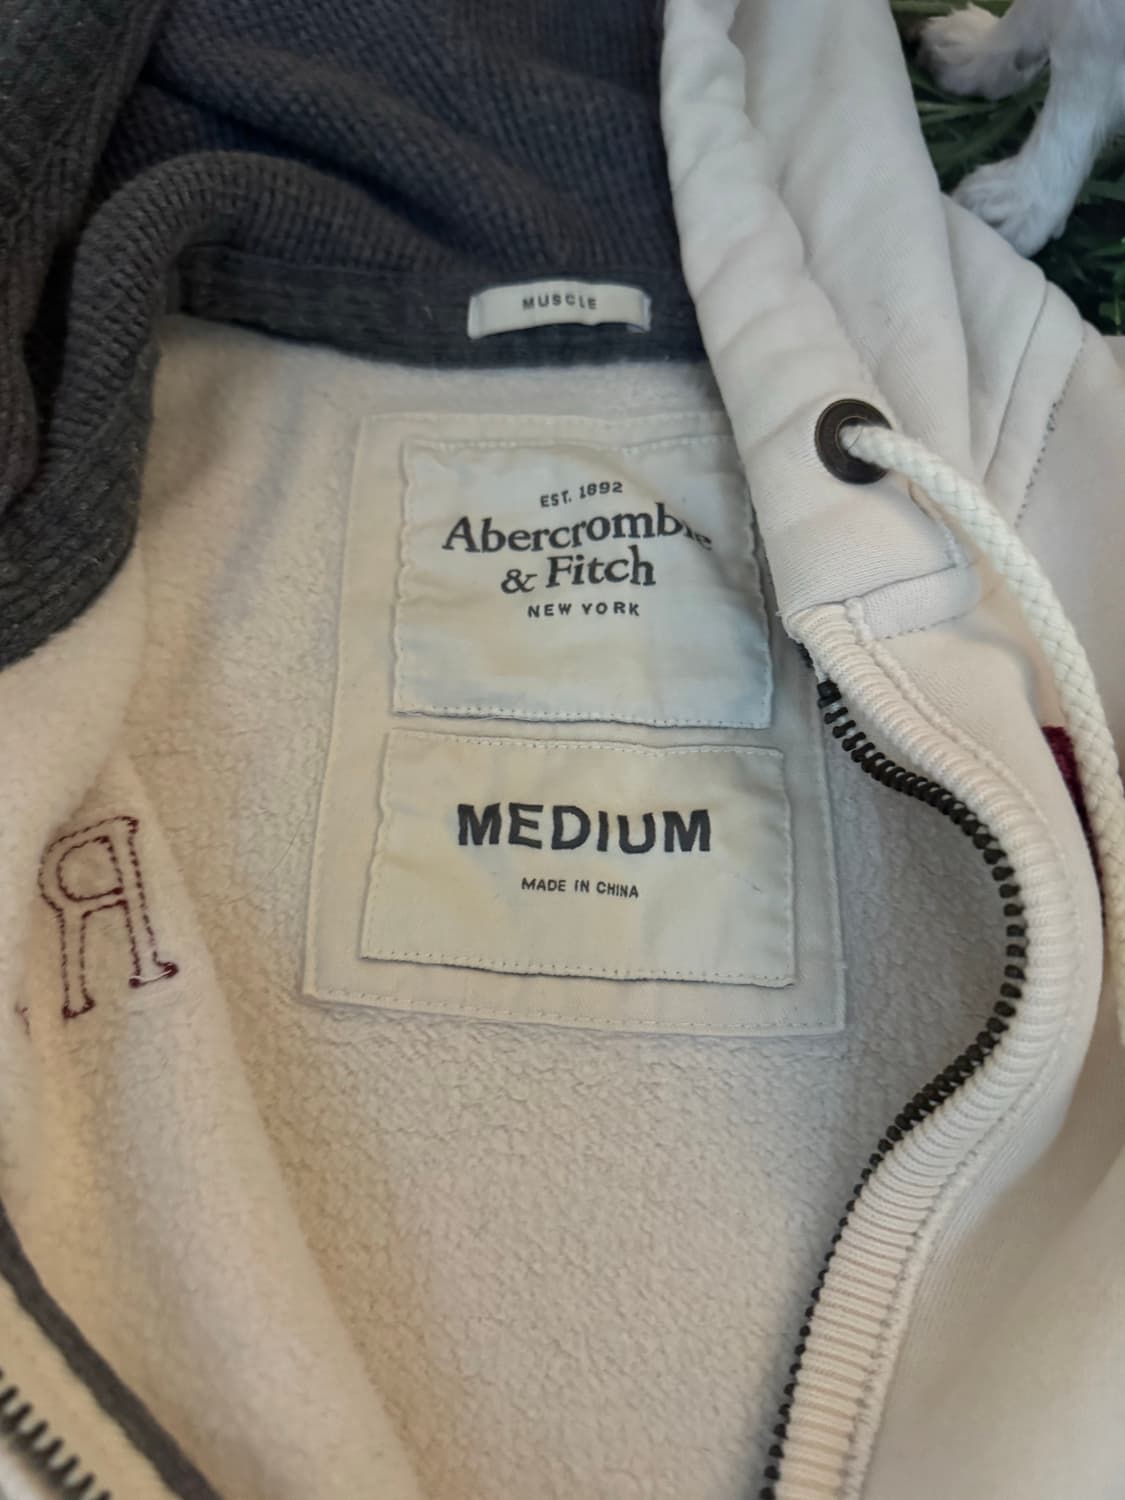 MUSCLE
EST. 1892
Abercrombie
& Fitch
NEW YORK
MEDIUM
MADE IN CHINA